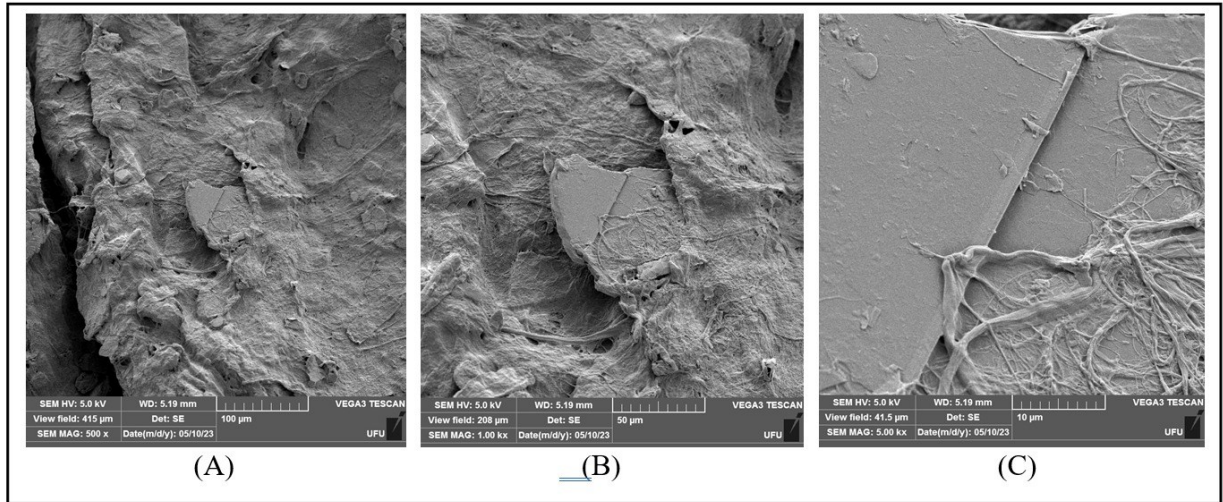 SEM HV: 5.0 kV WD: 5.19 mm VEGA3 TESCAN
View field: 415 µm Det: SE 100 µm
SEM MAG: 500 x Date(m/d/y): 05/10/23 UFU
(A)
SEM HV: 5.0 kV WD: 5.19 mm VEGA3 TESCAN
View field: 208 µm Det: SE 50 µm
SEM MAG: 1.00 kx Date(m/d/y): 05/10/23 UFU
(B)
SEM HV: 5.0 kV WD: 5.19 mm VEGA3 TESCAN
View field: 41.5 µm Det: SE 10 µm
SEM MAG: 5.00 kx Date(m/d/y): 05/10/23 UFU
(C)